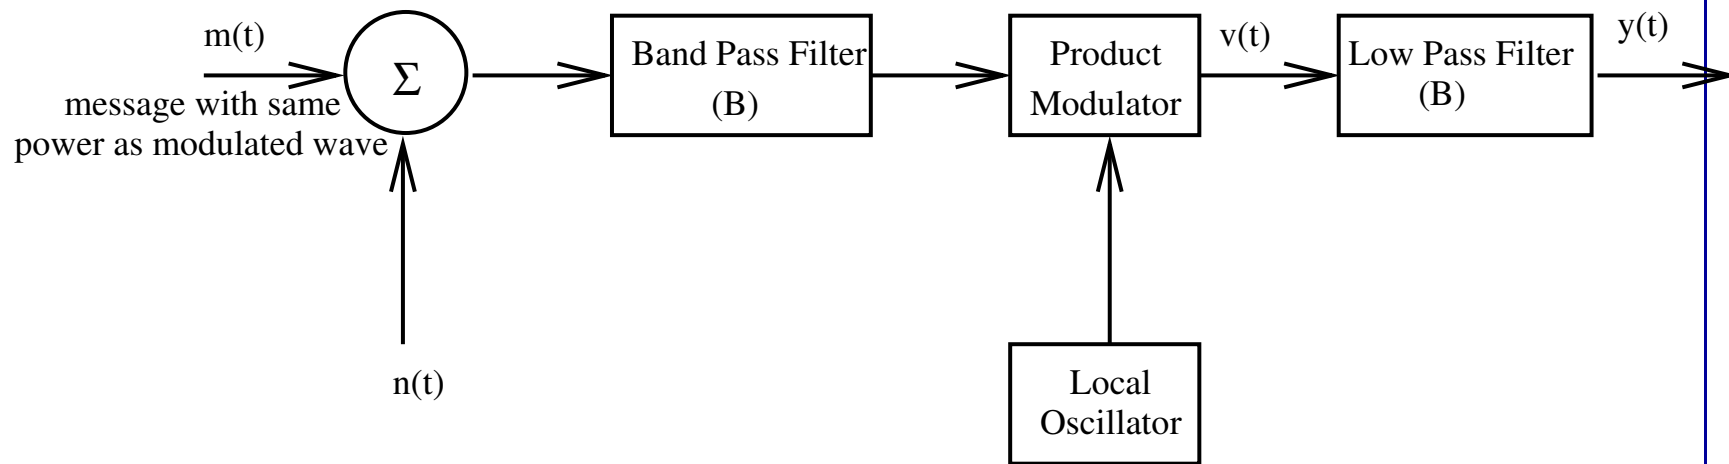 m(t)
message with same
power as modulated wave
Σ
n(t)
Band Pass Filter
(B)
Product
Modulator
v(t)
Low Pass Filter
(B)
y(t)
Local
Oscillator